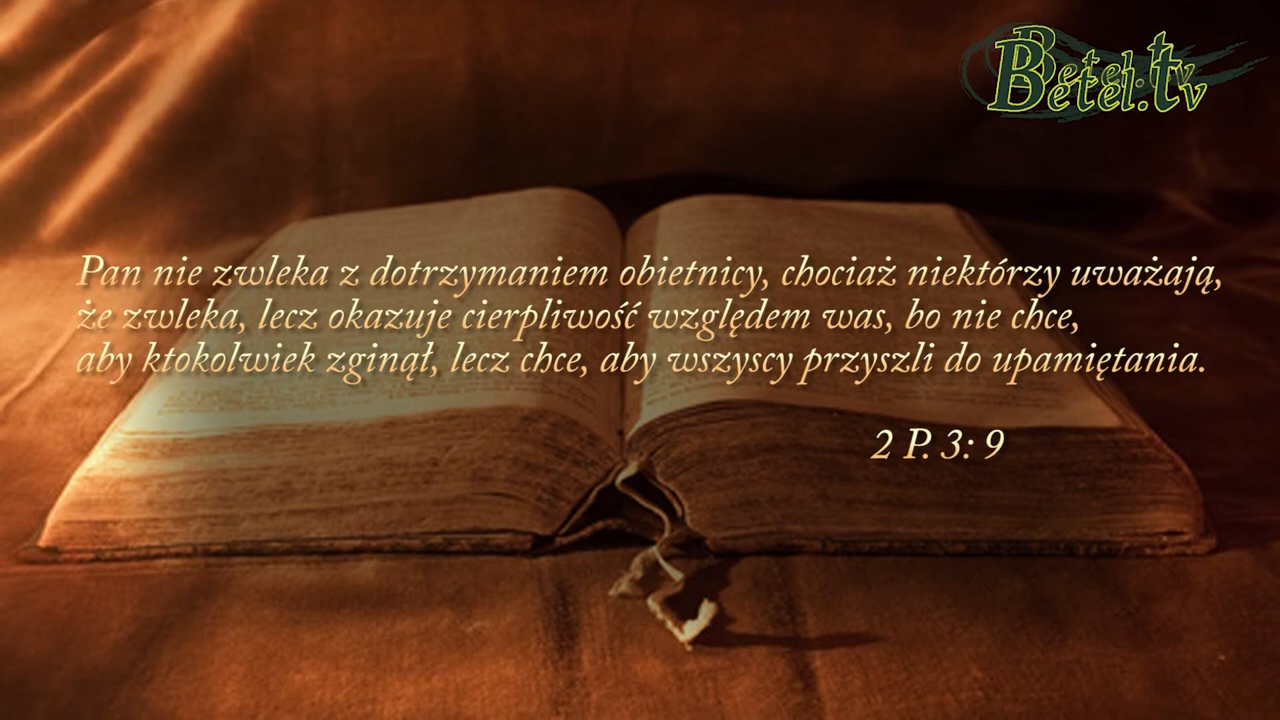 Betel.tv
Pan nie zwleka z dotrzymaniem obietnicy, chociaż niektórzy uważają,
że zwleka, lecz okazuje cierpliwość względem was, bo nie chce,
aby ktokolwiek zginął, lecz chce, aby wszyscy przyszli do upamiętania.
2 P. 3: 9